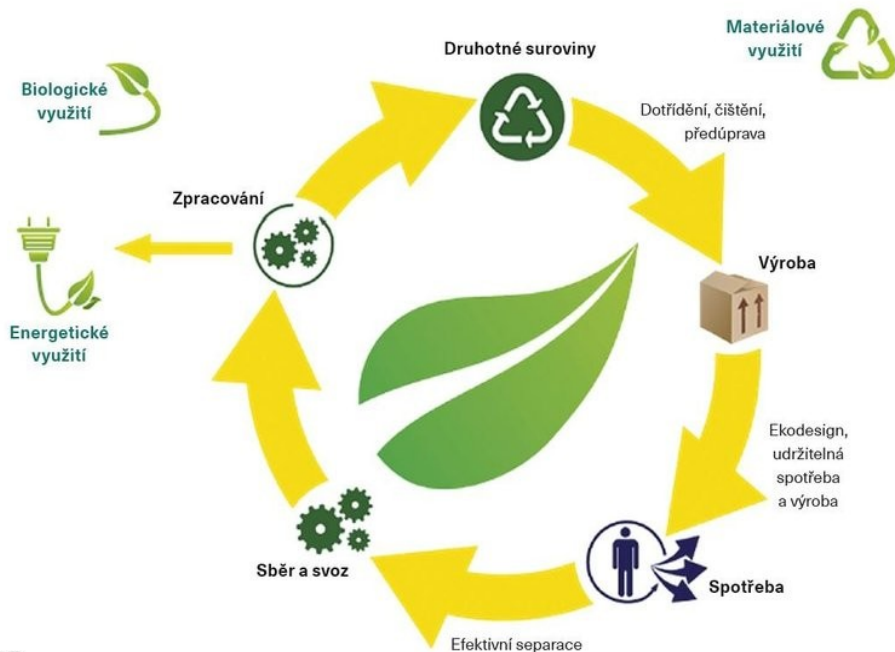 Materiálové
využití
Druhotné suroviny
Biologické
využití
Dotřídění, čištění,
předúprava
Zpracování
Výroba
Energetické
využití
Ekodesign,
udržitelná
spotřeba
a výroba
Sběr a svoz
Spotřeba
Efektivní separace